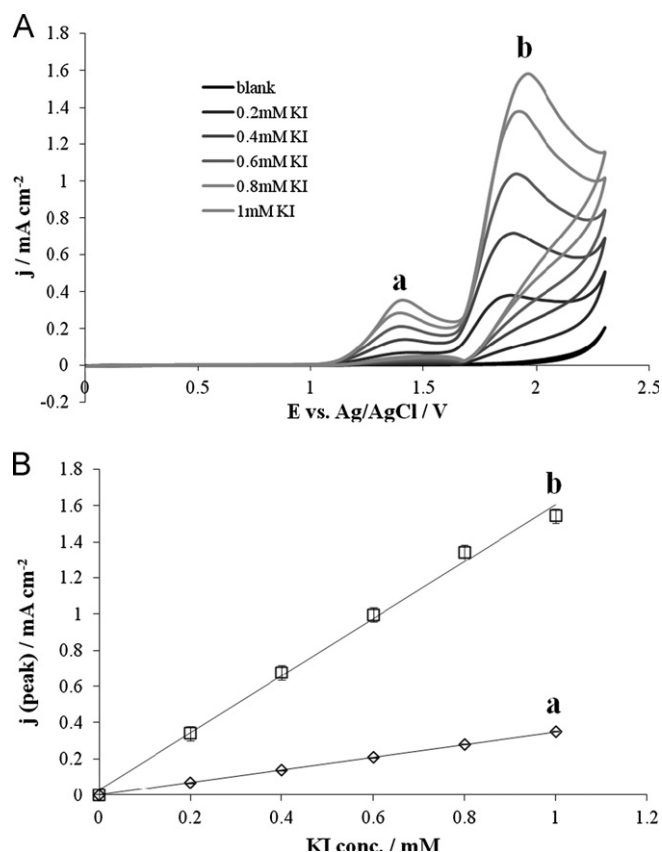 A
b
blank
0.2mM KI
0.4mM KI
0.6mM KI
0.8mM KI
1mM KI
a
j / mA cm-2
1.8
1.6
1.4
1.2
1
0.8
0.6
0.4
0.2
0
-0.2
0
0.5
1
1.5
2
2.5
E vs. Ag/AgCl / V
B
b
a
j (peak) / mA cm-2
1.8
1.6
1.4
1.2
1
0.8
0.6
0.4
0.2
0
0
0.2
0.4
0.6
0.8
1
1.2
KI conc. / mM